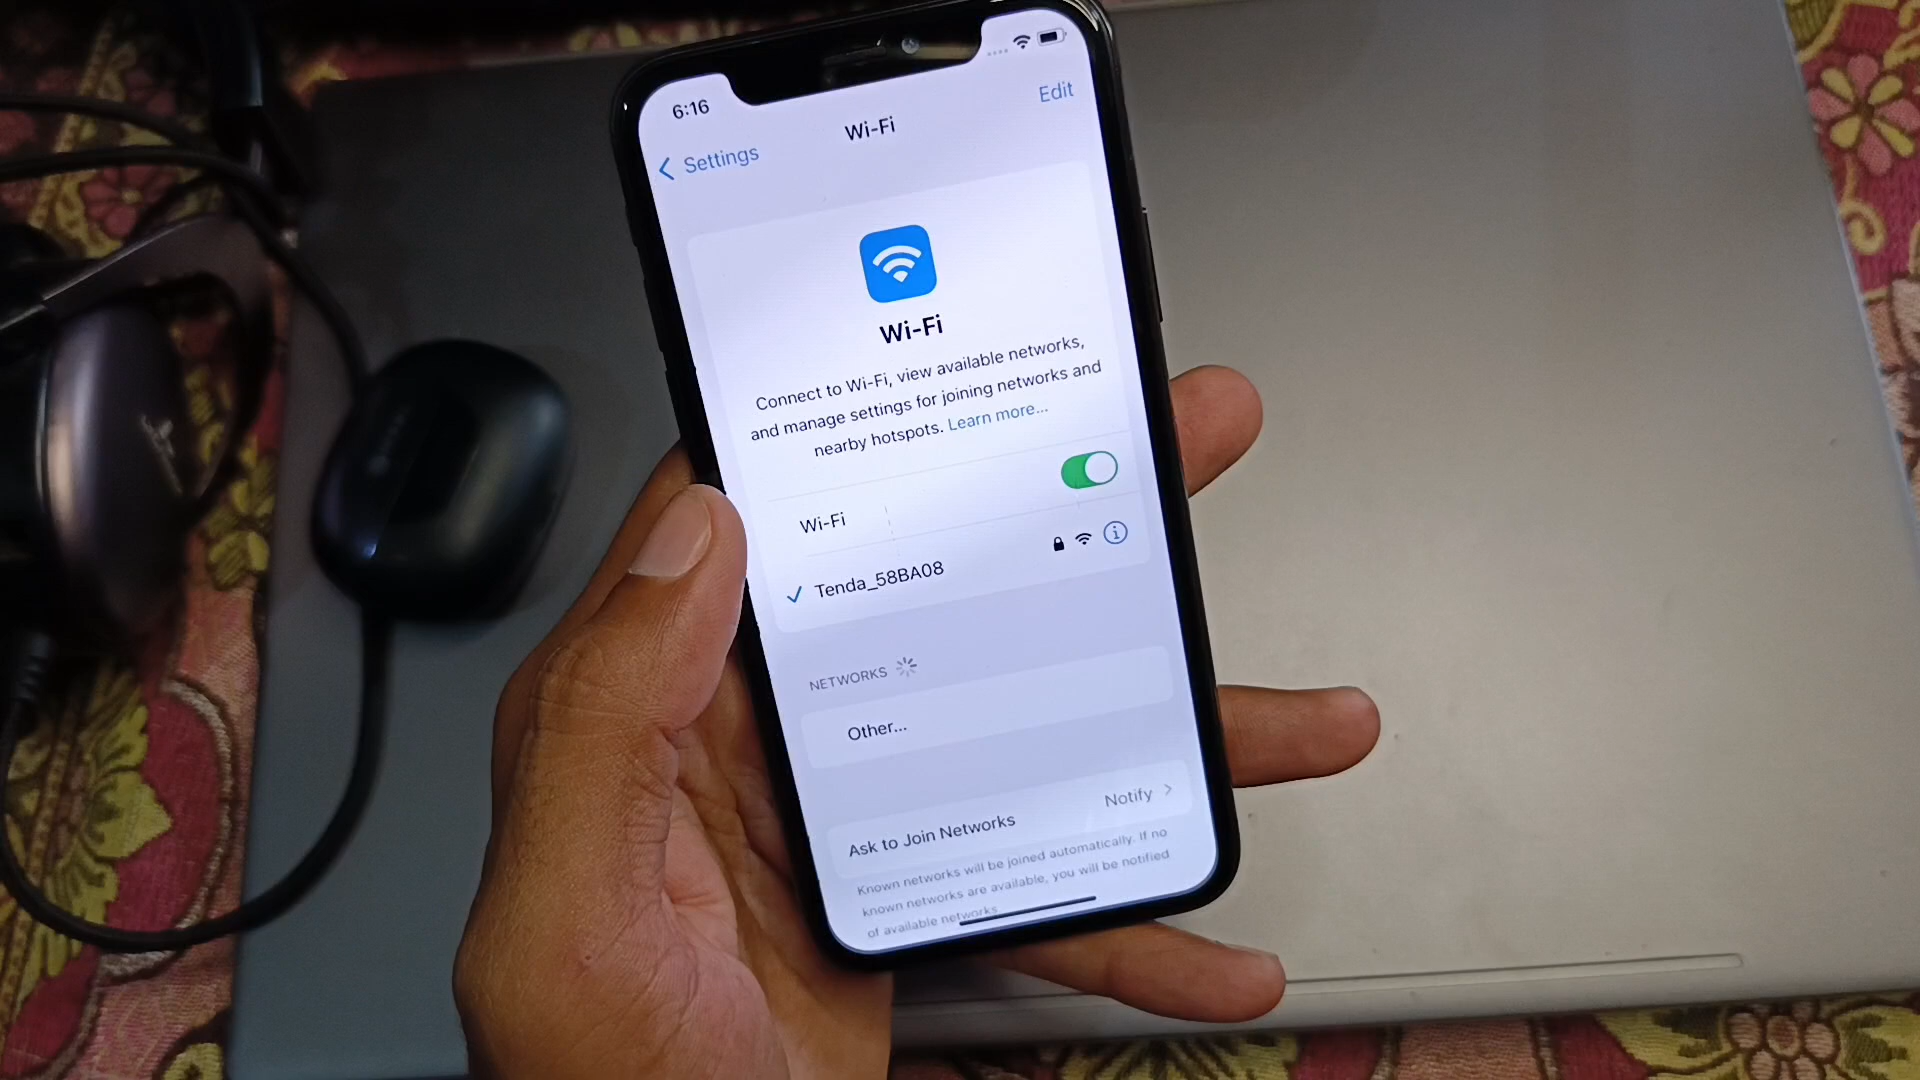 6:16
Settings
Wi-Fi
Edit
Wi-Fi
Connect to Wi-Fi, view available networks,
and manage settings for joining networks and
nearby hotspots. Learn more...
Wi-Fi
Tenda_58BA08
NETWORKS
Other...
Ask to Join Networks
Notify
Known networks will be joined automatically. If no
known networks are available, you will be notified
of available networks.